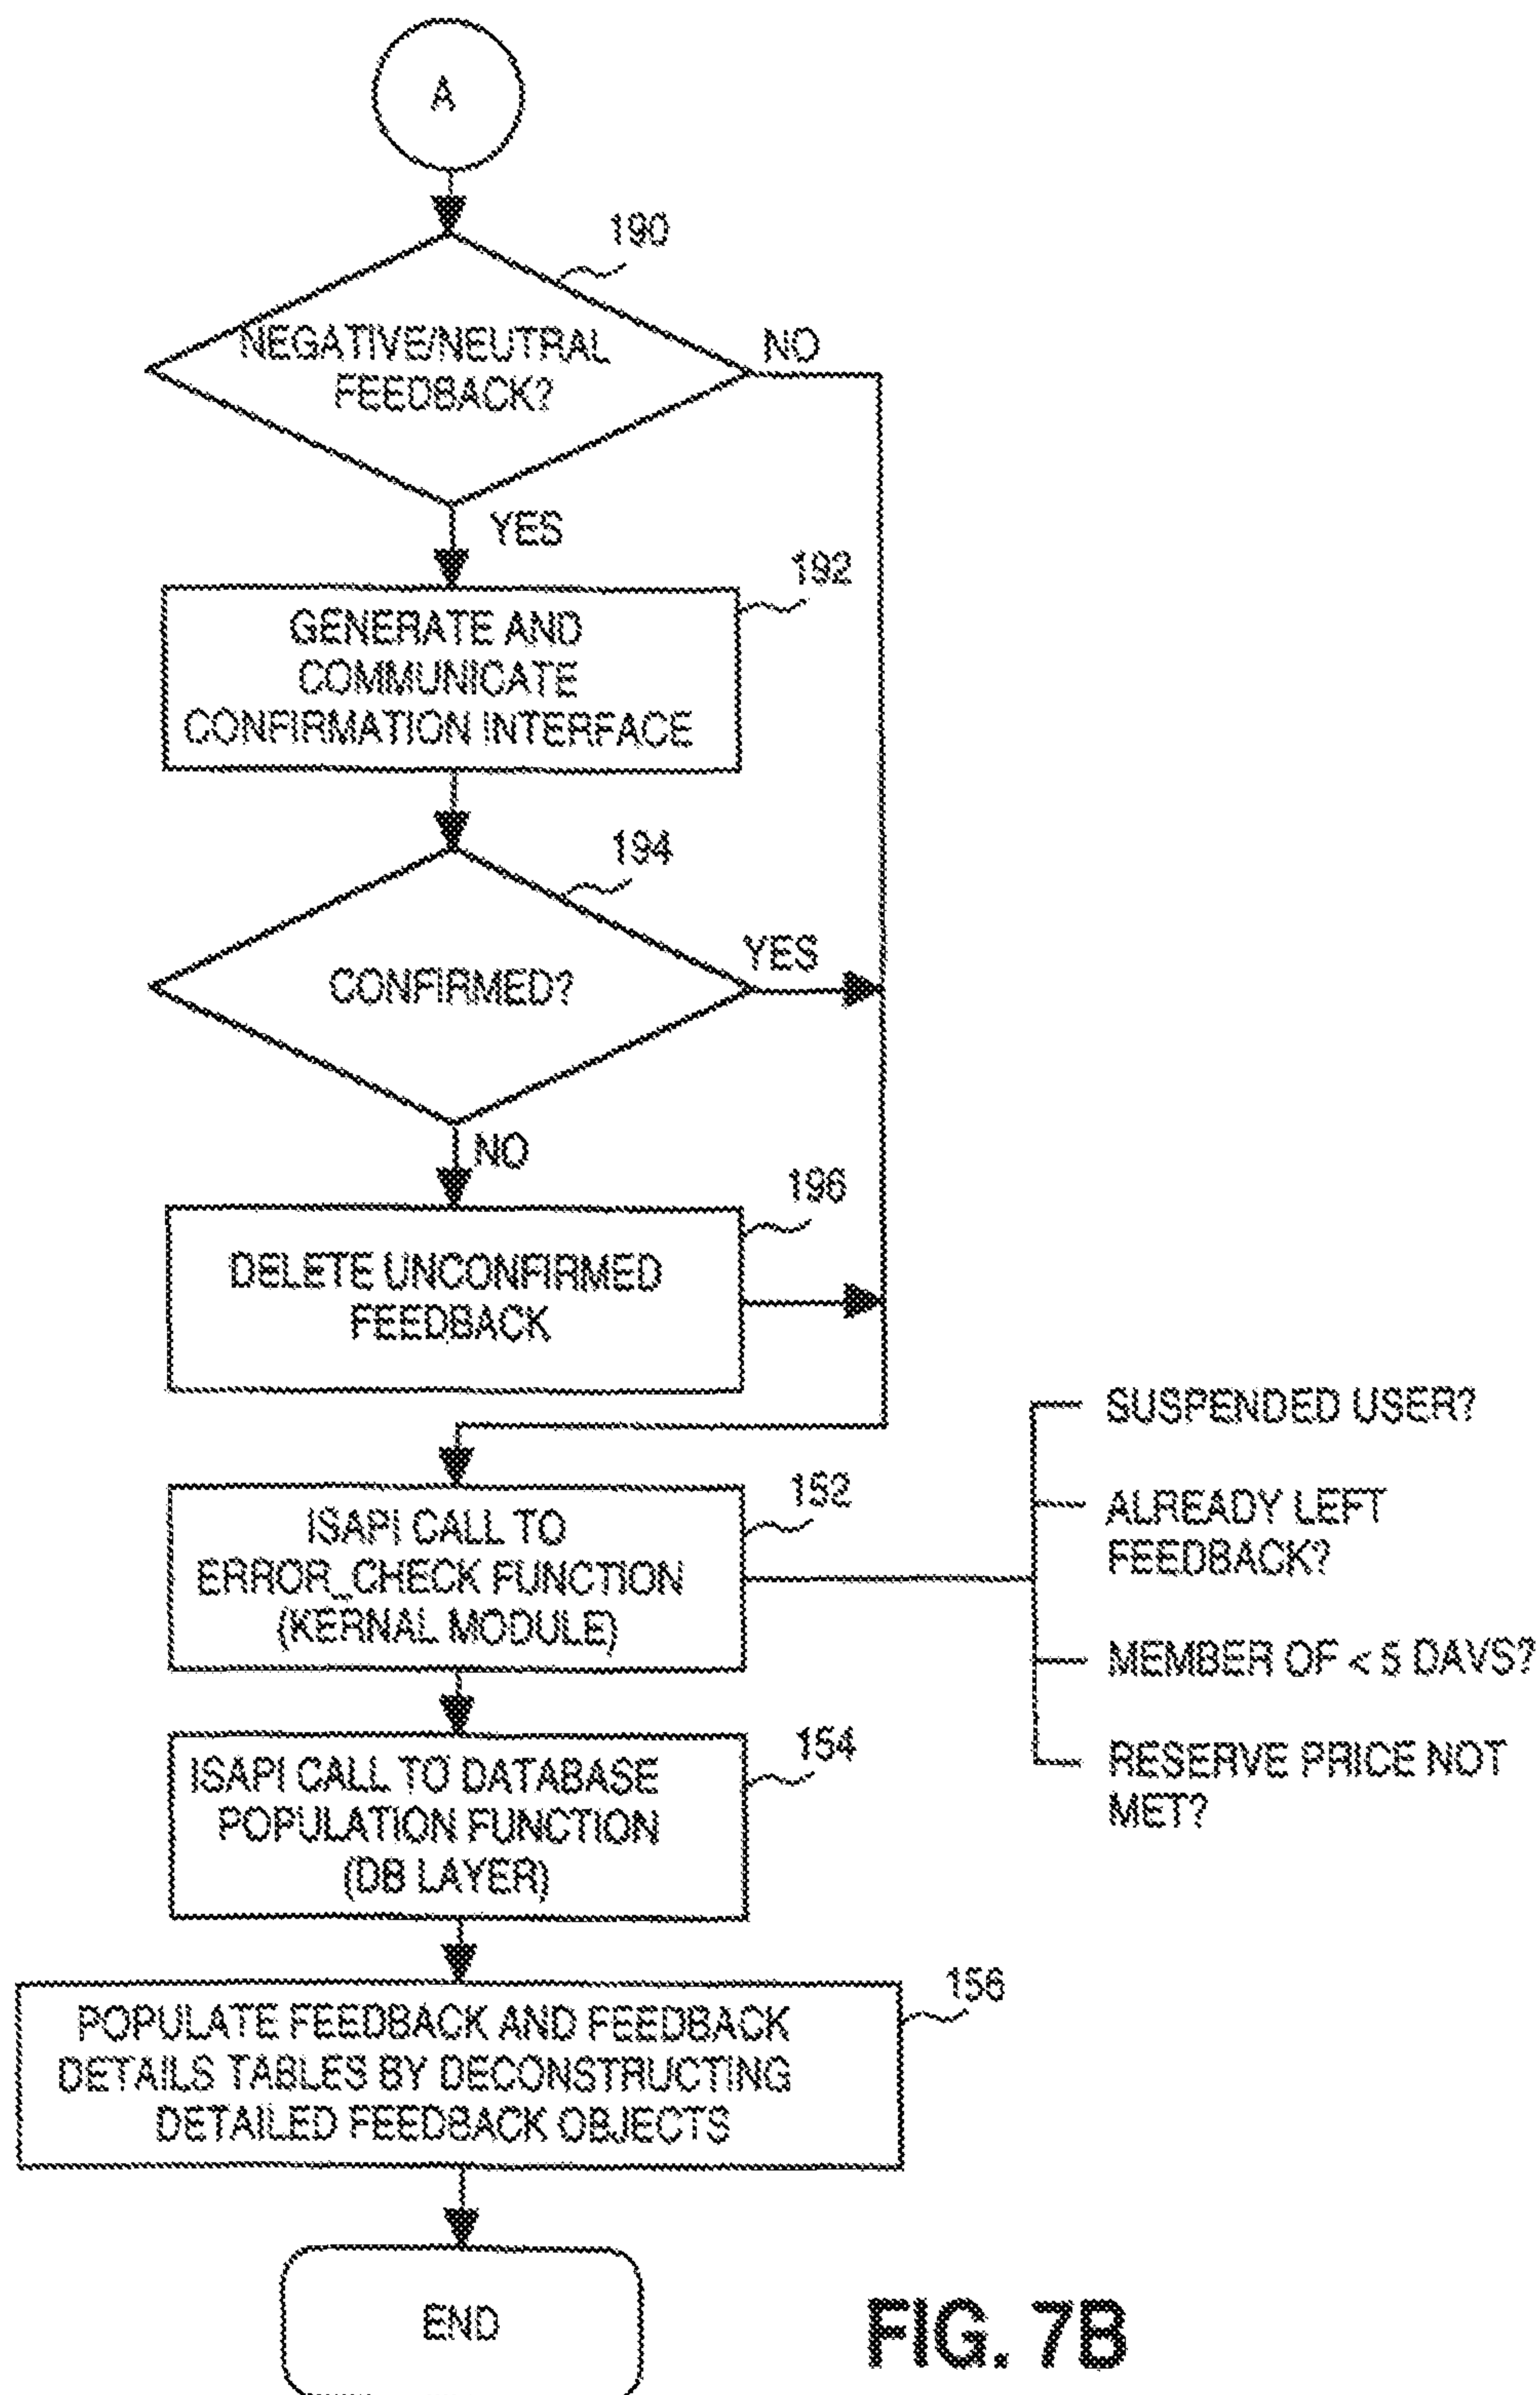 A
190
NEGATIVE/NEUTRAL
FEEDBACK?
NO
YES
192
GENERATE AND
COMMUNICATE
CONFIRMATION INTERFACE
194
CONFIRMED?
YES
NO
196
DELETE UNCONFIRMED
FEEDBACK
152
ISAPI CALL TO
ERROR_CHECK FUNCTION
(KERNAL MODULE)
SUSPENDED USER?
ALREADY LEFT
FEEDBACK?
MEMBER OF < 5 DAVS?
RESERVE PRICE NOT
MET?
154
ISAPI CALL TO DATABASE
POPULATION FUNCTION
(DB LAYER)
156
POPULATE FEEDBACK AND FEEDBACK
DETAILS TABLES BY DECONSTRUCTING
DETAILED FEEDBACK OBJECTS
END
FIG. 7B